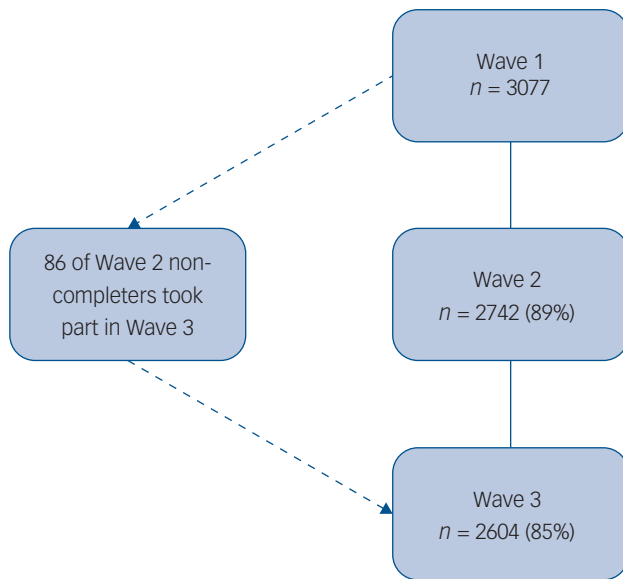 Wave 1
n = 3077
86 of Wave 2 non-
completers took
part in Wave 3
Wave 2
n = 2742 (89%)
Wave 3
n = 2604 (85%)